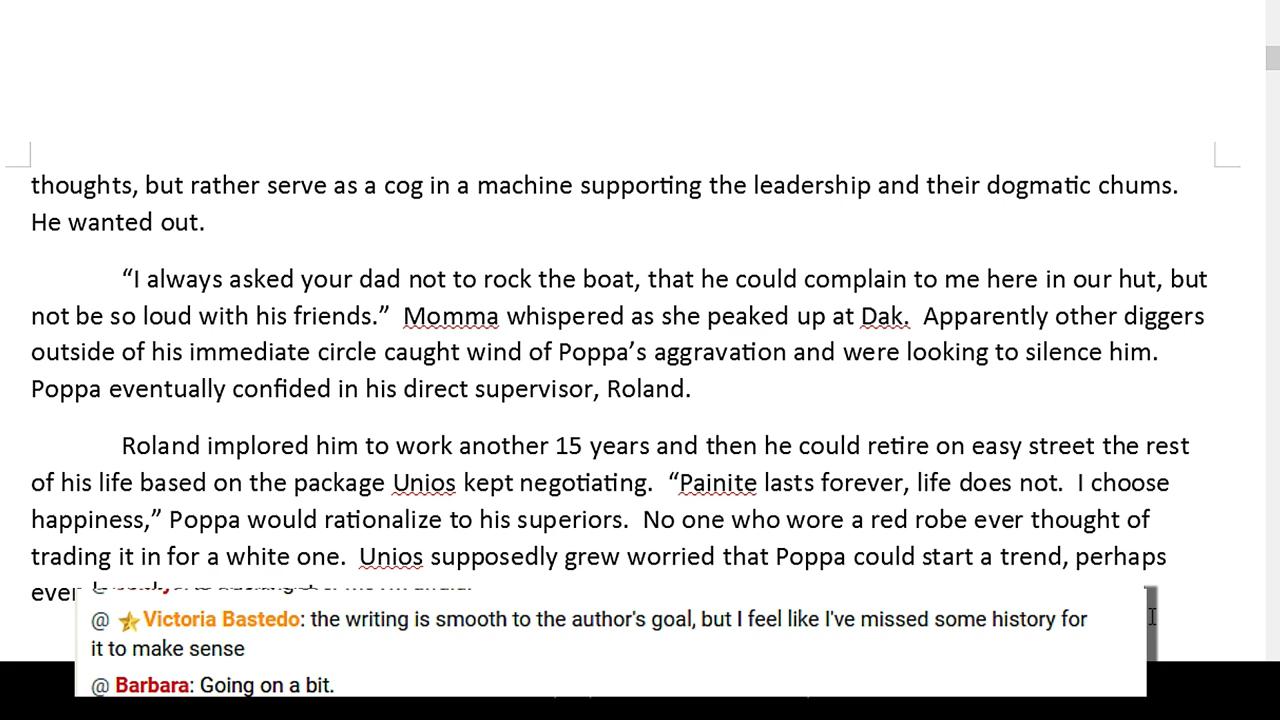 thoughts, but rather serve as a cog in a machine supporting the leadership and their dogmatic chums.
He wanted out.
“I always asked your dad not to rock the boat, that he could complain to me here in our hut, but
not be so loud with his friends.”  Momma whispered as she peaked up at Dak.  Apparently other diggers
outside of his immediate circle caught wind of Poppa’s aggravation and were looking to silence him.
Poppa eventually confided in his direct supervisor, Roland.
Roland implored him to work another 15 years and then he could retire on easy street the rest
of his life based on the package Unios kept negotiating.  “Painite lasts forever, life does not.  I choose
happiness,” Poppa would rationalize to his superiors.  No one who wore a red robe ever thought of
trading it in for a white one.  Unios supposedly grew worried that Poppa could start a trend, perhaps
even
@ Victoria Bastedo: the writing is smooth to the author's goal, but I feel like I've missed some history for
it to make sense
@ Barbara: Going on a bit.